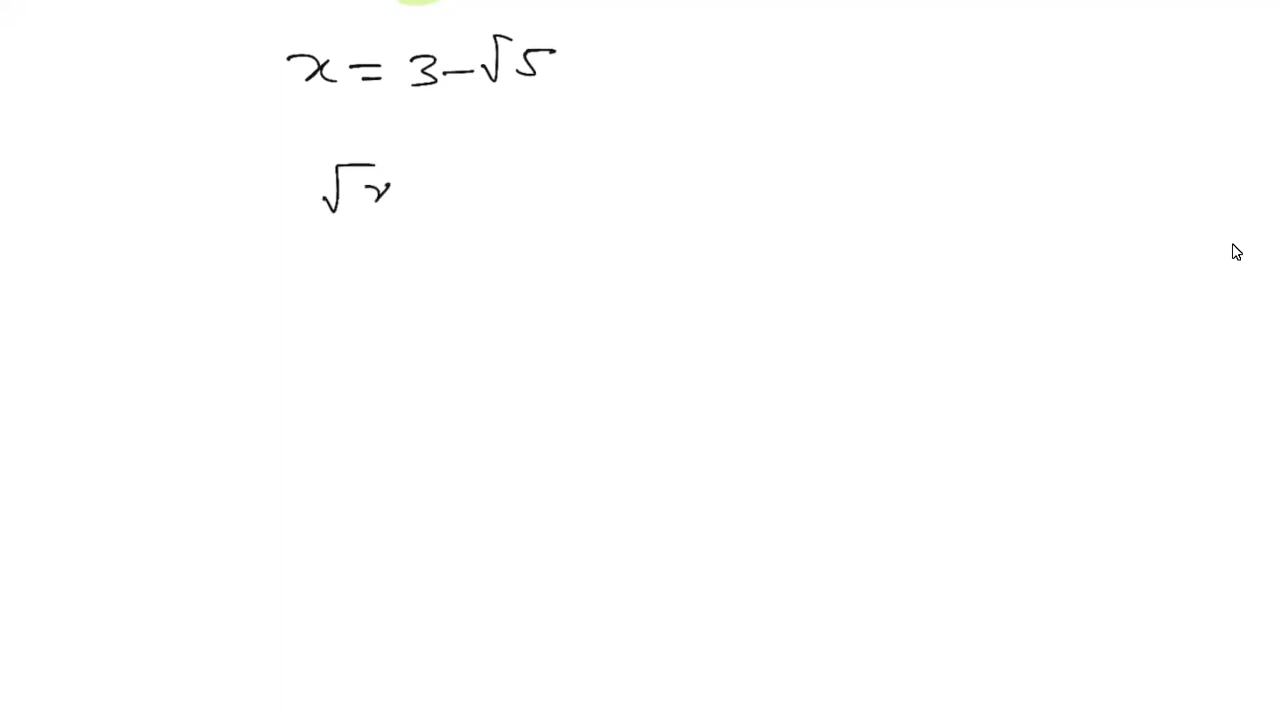 x = 3-√5
√x